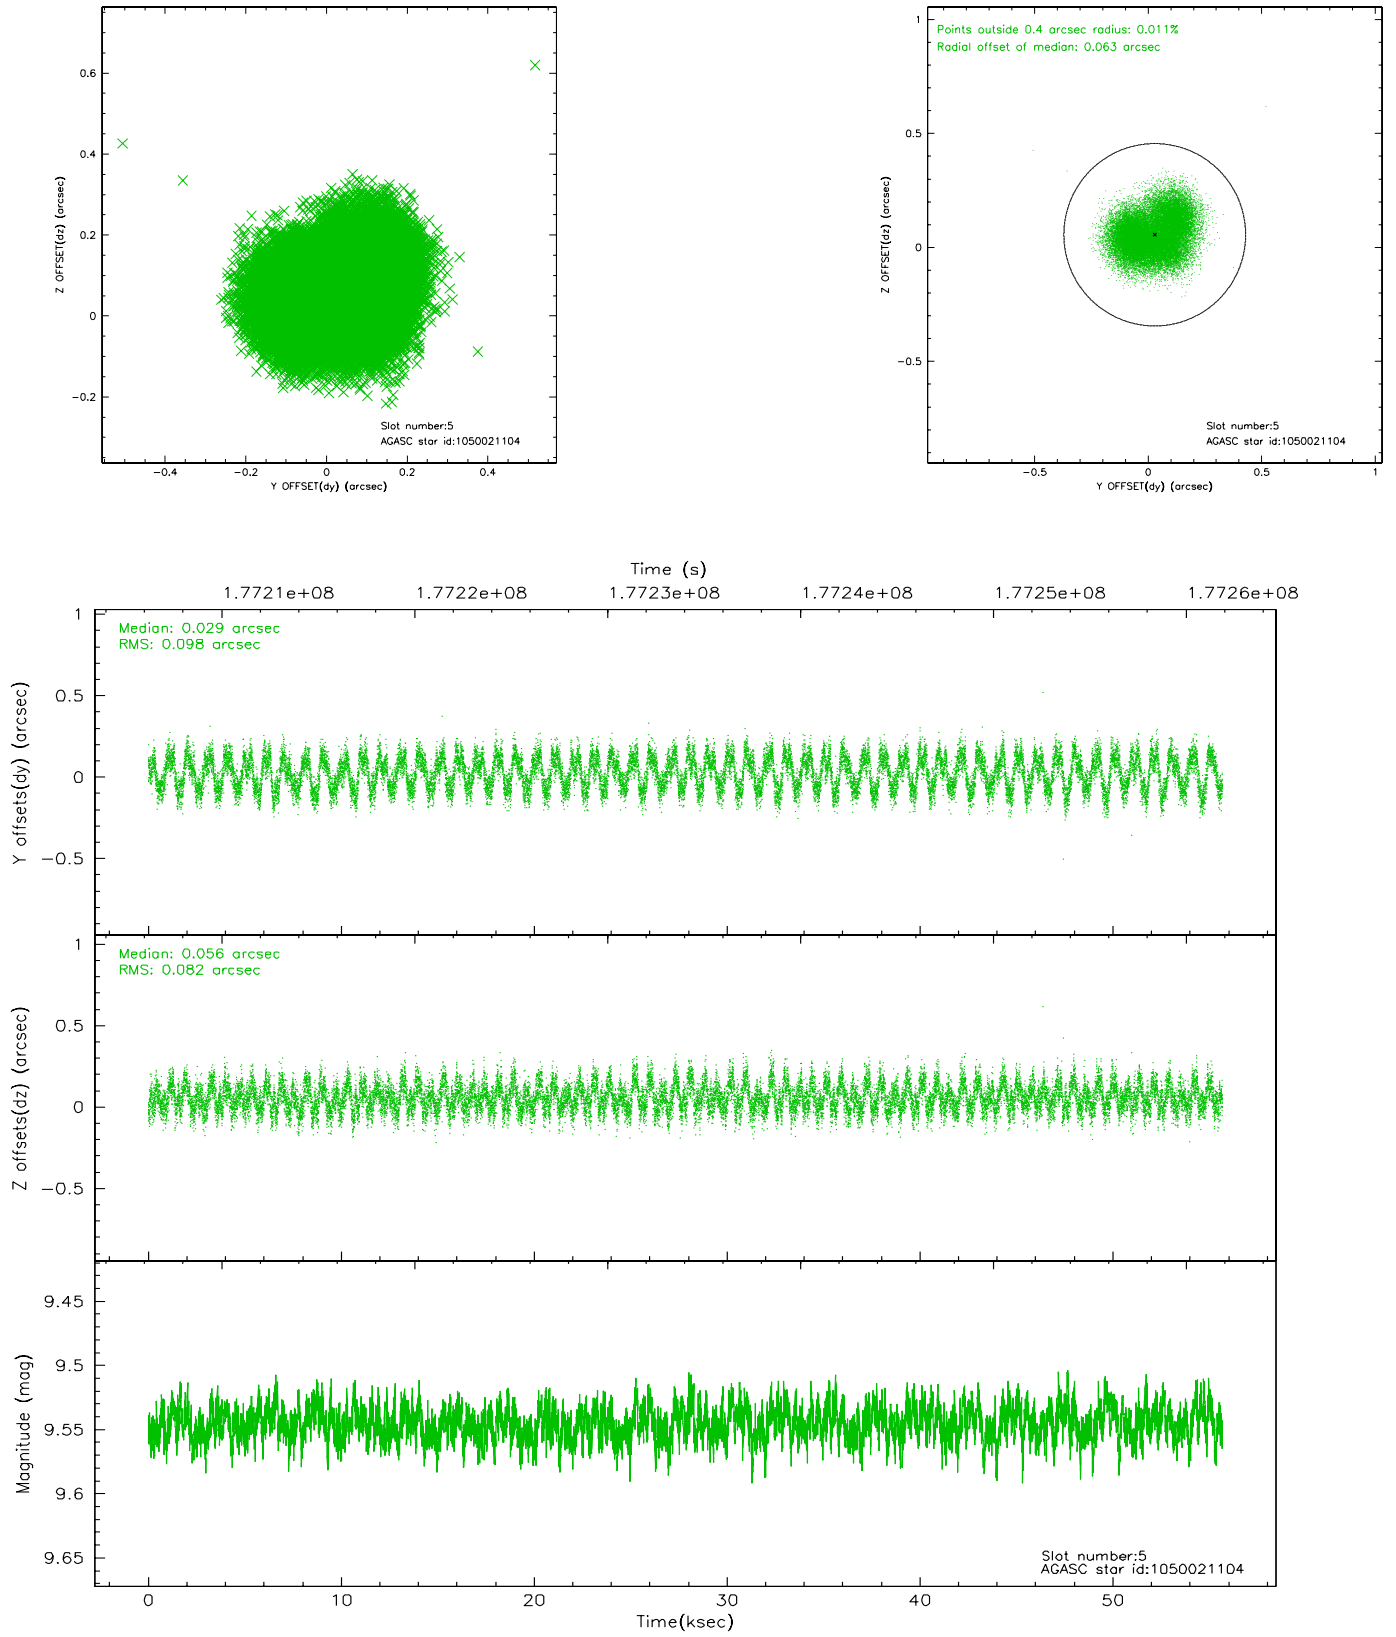 0.6
0.4
0.2
0
−0.2
Z OFFSET(dz) (arcsec)
Slot number:5
AGASC star id:1050021104
−0.4 −0.2 0 0.2 0.4
Y OFFSET(dy) (arcsec)
Points outside 0.4 arcsec radius: 0.011%
Radial offset of median: 0.063 arcsec
1
0.5
0
−0.5
Z OFFSET(dz) (arcsec)
Slot number:5
AGASC star id:1050021104
−0.5 0 0.5 1
Y OFFSET(dy) (arcsec)
Time (s)
1.7721e+08 1.7722e+08 1.7723e+08 1.7724e+08 1.7725e+08 1.7726e+08
Median: 0.029 arcsec
RMS: 0.098 arcsec
1
0.5
0
−0.5
Y offsets(dy) (arcsec)
Median: 0.056 arcsec
RMS: 0.082 arcsec
1
0.5
0
−0.5
Z offsets(dz) (arcsec)
9.45
9.5
9.55
9.6
9.65
Magnitude (mag)
Slot number:5
AGASC star id:1050021104
0 10 20 30 40 50
Time(ksec)